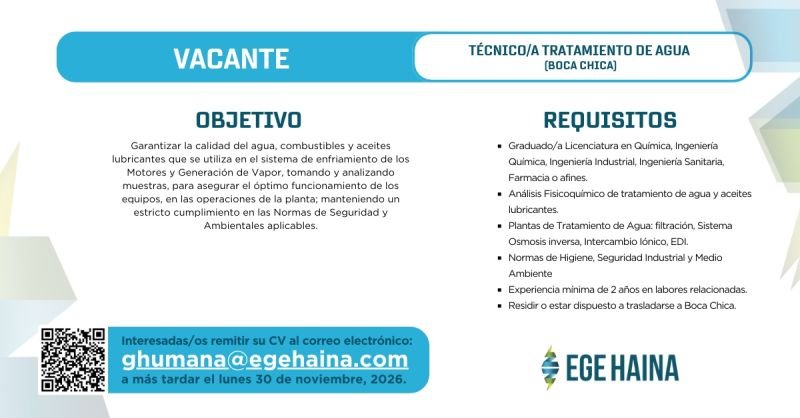 VACANTE
TÉCNICO/A TRATAMIENTO DE AGUA
(BOCA CHICA)
OBJETIVO
Garantizar la calidad del agua, combustibles y aceites
lubricantes que se utiliza en el sistema de enfriamiento de los
Motores y Generación de Vapor, tomando y analizando
muestras, para asegurar el óptimo funcionamiento de los
equipos, en las operaciones de la planta; manteniendo un
estricto cumplimiento en las Normas de Seguridad y
Ambientales aplicables.
REQUISITOS
▪ Graduado/a Licenciatura en Química, Ingeniería
Química, Ingeniería Industrial, Ingeniería Sanitaria,
Farmacia o afines.
▪ Análisis Fisicoquímico de tratamiento de agua y aceites
lubricantes.
▪ Plantas de Tratamiento de Agua: filtración, Sistema
Osmosis inversa, Intercambio Iónico, EDI.
▪ Normas de Higiene, Seguridad Industrial y Medio
Ambiente
▪ Experiencia mínima de 2 años en labores relacionadas.
▪ Residir o estar dispuesto a trasladarse a Boca Chica.
Interesadas/os remitir su CV al correo electrónico:
ghumana@egehaina.com
a más tardar el lunes 30 de noviembre, 2026.
EGE HAINA